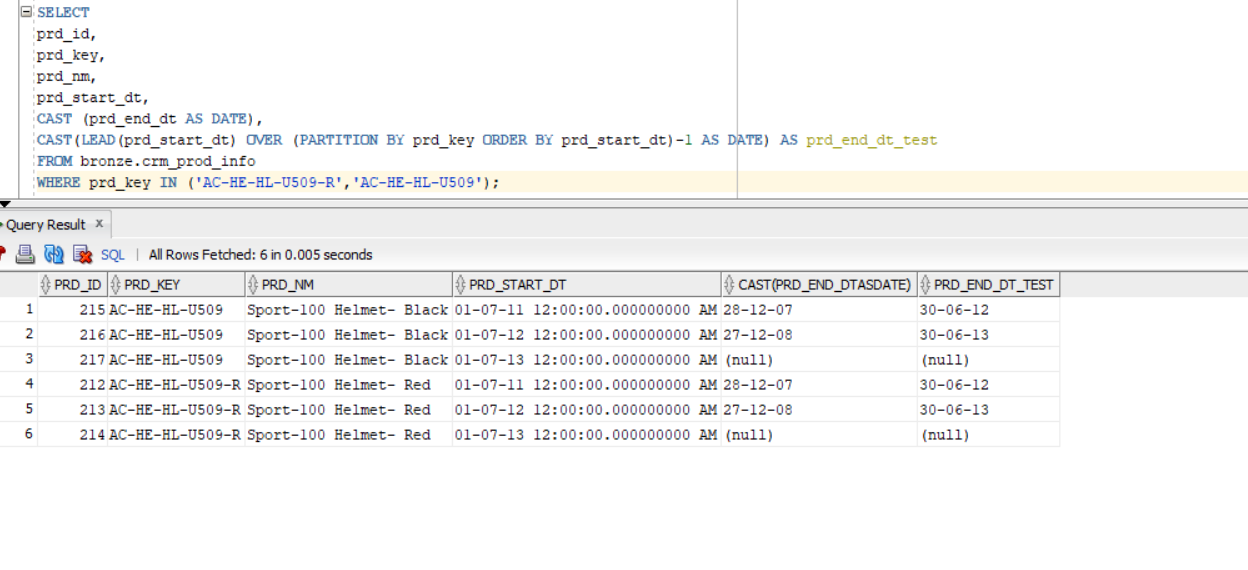 SELECT
prd_id,
prd_key,
prd_nm,
prd_start_dt,
CAST (prd_end_dt AS DATE),
CAST(LEAD(prd_start_dt) OVER (PARTITION BY prd_key ORDER BY prd_start_dt)-1 AS DATE) AS prd_end_dt_test
FROM bronze.crm_prod_info
WHERE prd_key IN ('AC-HE-HL-U509-R','AC-HE-HL-U509');
Query Result x
SQL | All Rows Fetched: 6 in 0.005 seconds
PRD_ID PRD_KEY PRD_NM PRD_START_DT CAST(PRD_END_DTASDATE) PRD_END_DT_TEST
1 215 AC-HE-HL-U509 Sport-100 Helmet- Black 01-07-11 12:00:00.000000000 AM 28-12-07 30-06-12
2 216 AC-HE-HL-U509 Sport-100 Helmet- Black 01-07-12 12:00:00.000000000 AM 27-12-08 30-06-13
3 217 AC-HE-HL-U509 Sport-100 Helmet- Black 01-07-13 12:00:00.000000000 AM (null) (null)
4 212 AC-HE-HL-U509-R Sport-100 Helmet- Red 01-07-11 12:00:00.000000000 AM 28-12-07 30-06-12
5 213 AC-HE-HL-U509-R Sport-100 Helmet- Red 01-07-12 12:00:00.000000000 AM 27-12-08 30-06-13
6 214 AC-HE-HL-U509-R Sport-100 Helmet- Red 01-07-13 12:00:00.000000000 AM (null) (null)